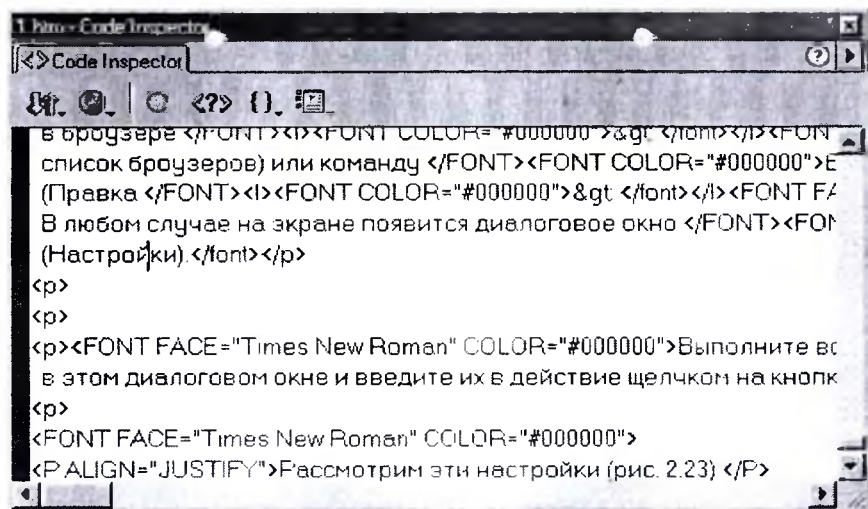 1.htm - Code Inspector
<>Code Inspector
<?> {}
в броузере </FONT><I><FONT COLOR="#000000">&gt </font></I><FON
список броузеров) или команду </FONT><FONT COLOR="#000000">E
(Правка </FONT><I><FONT COLOR="#000000">&gt </font></I><FONT FA
В любом случае на экране появится диалоговое окно </FONT><FON
(Настройки).</font></p>
<p>
<p>
<p><FONT FACE="Times New Roman" COLOR="#000000">Выполните вс
в этом диалоговом окне и введите их в действие щелчком на кнопк
<p>
<FONT FACE="Times New Roman" COLOR="#000000">
<P ALIGN="JUSTIFY">Рассмотрим эти настройки (рис. 2.23) </P>